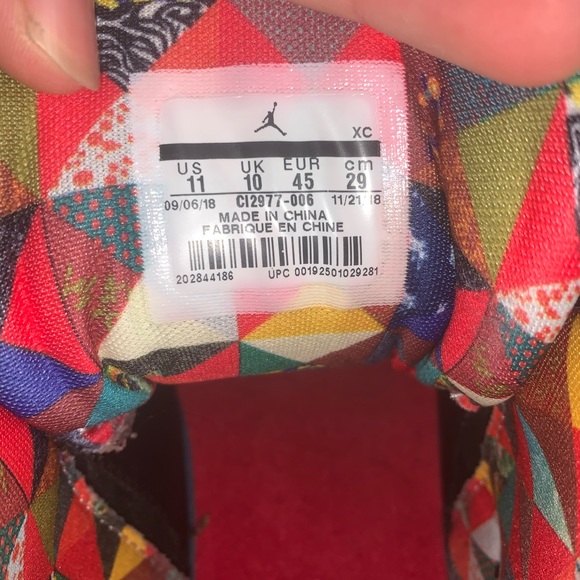 XC
US UK EUR cm
11 10 45 29
09/06/18 CI2977-006 11/21/18
MADE IN CHINA
FABRIQUE EN CHINE
202844186 UPC 00192501029281